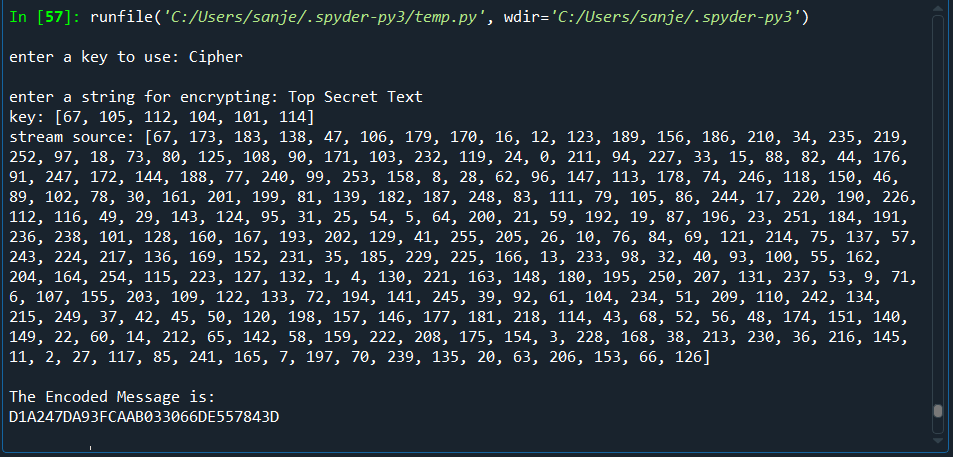 In [57]: runfile('C:/Users/sanje/.spyder-py3/temp.py', wdir='C:/Users/sanje/.spyder-py3')
enter a key to use: Cipher
enter a string for encrypting: Top Secret Text
key: [67, 105, 112, 104, 101, 114]
stream source: [67, 173, 183, 138, 47, 106, 179, 170, 16, 12, 123, 189, 156, 186, 210, 34, 235, 219,
252, 97, 18, 73, 80, 125, 108, 90, 171, 103, 232, 119, 24, 0, 211, 94, 227, 33, 15, 88, 82, 44, 176,
91, 247, 172, 144, 188, 77, 240, 99, 253, 158, 8, 28, 62, 96, 147, 113, 178, 74, 246, 118, 150, 46,
89, 102, 78, 30, 161, 201, 199, 81, 139, 182, 187, 248, 83, 111, 79, 105, 86, 244, 17, 220, 190, 226,
112, 116, 49, 29, 143, 124, 95, 31, 25, 54, 5, 64, 200, 21, 59, 192, 19, 87, 196, 23, 251, 184, 191,
236, 238, 101, 128, 160, 167, 193, 202, 129, 41, 255, 205, 26, 10, 76, 84, 69, 121, 214, 75, 137, 57,
243, 224, 217, 136, 169, 152, 231, 35, 185, 229, 225, 166, 13, 233, 98, 32, 40, 93, 100, 55, 162,
204, 164, 254, 115, 223, 127, 132, 1, 4, 130, 221, 163, 148, 180, 195, 250, 207, 131, 237, 53, 9, 71,
6, 107, 155, 203, 109, 122, 133, 72, 194, 141, 245, 39, 92, 61, 104, 234, 51, 209, 110, 242, 134,
215, 249, 37, 42, 45, 50, 120, 198, 157, 146, 177, 181, 218, 114, 43, 68, 52, 56, 48, 174, 151, 140,
149, 22, 60, 14, 212, 65, 142, 58, 159, 222, 208, 175, 154, 3, 228, 168, 38, 213, 230, 36, 216, 145,
11, 2, 27, 117, 85, 241, 165, 7, 197, 70, 239, 135, 20, 63, 206, 153, 66, 126]
The Encoded Message is:
D1A247DA93FCAAB033066DE557843D